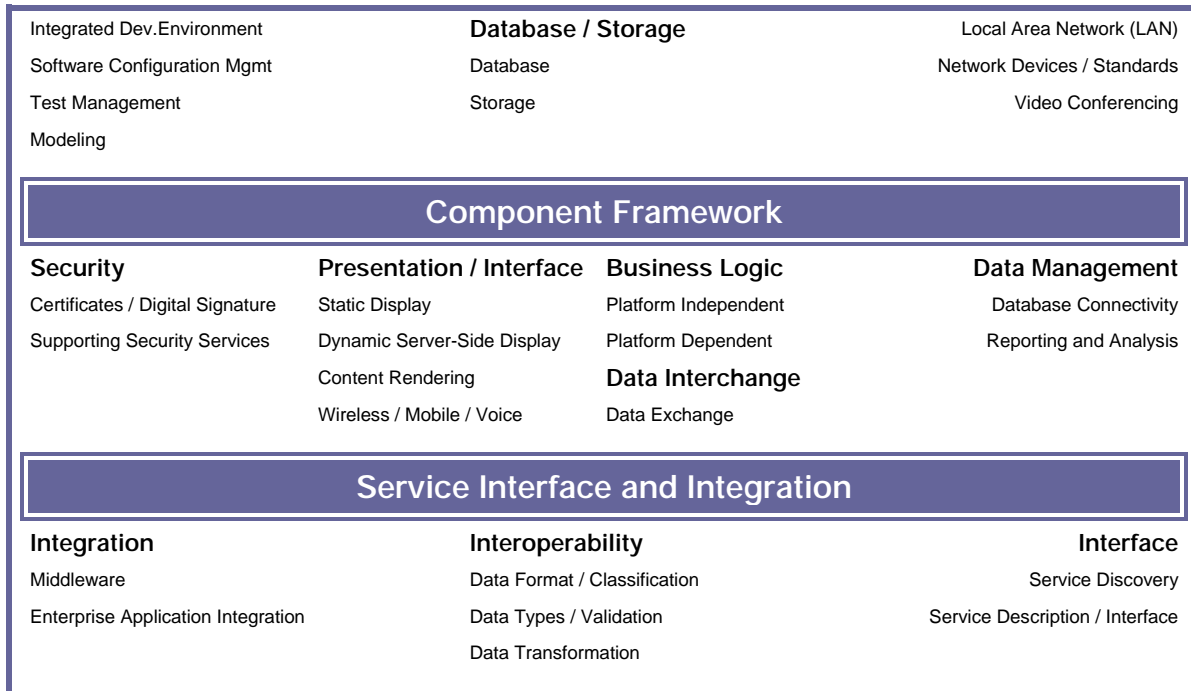 Integrated Dev.Environment
Software Configuration Mgmt
Test Management
Modeling
Database / Storage
Database
Storage
Local Area Network (LAN)
Network Devices / Standards
Video Conferencing
Component Framework
Security
Certificates / Digital Signature
Supporting Security Services
Presentation / Interface
Static Display
Dynamic Server-Side Display
Content Rendering
Wireless / Mobile / Voice
Business Logic
Platform Independent
Platform Dependent
Data Interchange
Data Exchange
Data Management
Database Connectivity
Reporting and Analysis
Service Interface and Integration
Integration
Middleware
Enterprise Application Integration
Interoperability
Data Format / Classification
Data Types / Validation
Data Transformation
Interface
Service Discovery
Service Description / Interface